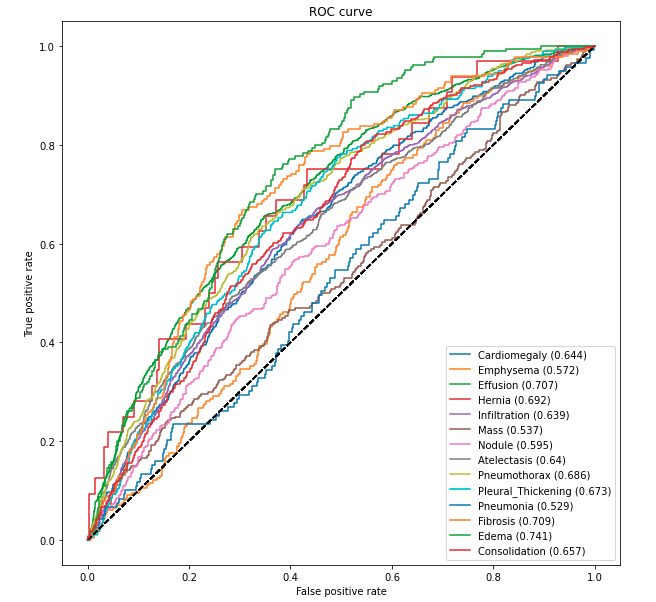 ROC curve
True positive rate
1.0
0.8
0.6
0.4
0.2
0.0
Cardiomegaly (0.644)
Emphysema (0.572)
Effusion (0.707)
Hernia (0.692)
Infiltration (0.639)
Mass (0.537)
Nodule (0.595)
Atelectasis (0.64)
Pneumothorax (0.686)
Pleural_Thickening (0.673)
Pneumonia (0.529)
Fibrosis (0.709)
Edema (0.741)
Consolidation (0.657)
0.0 0.2 0.4 0.6 0.8 1.0
False positive rate